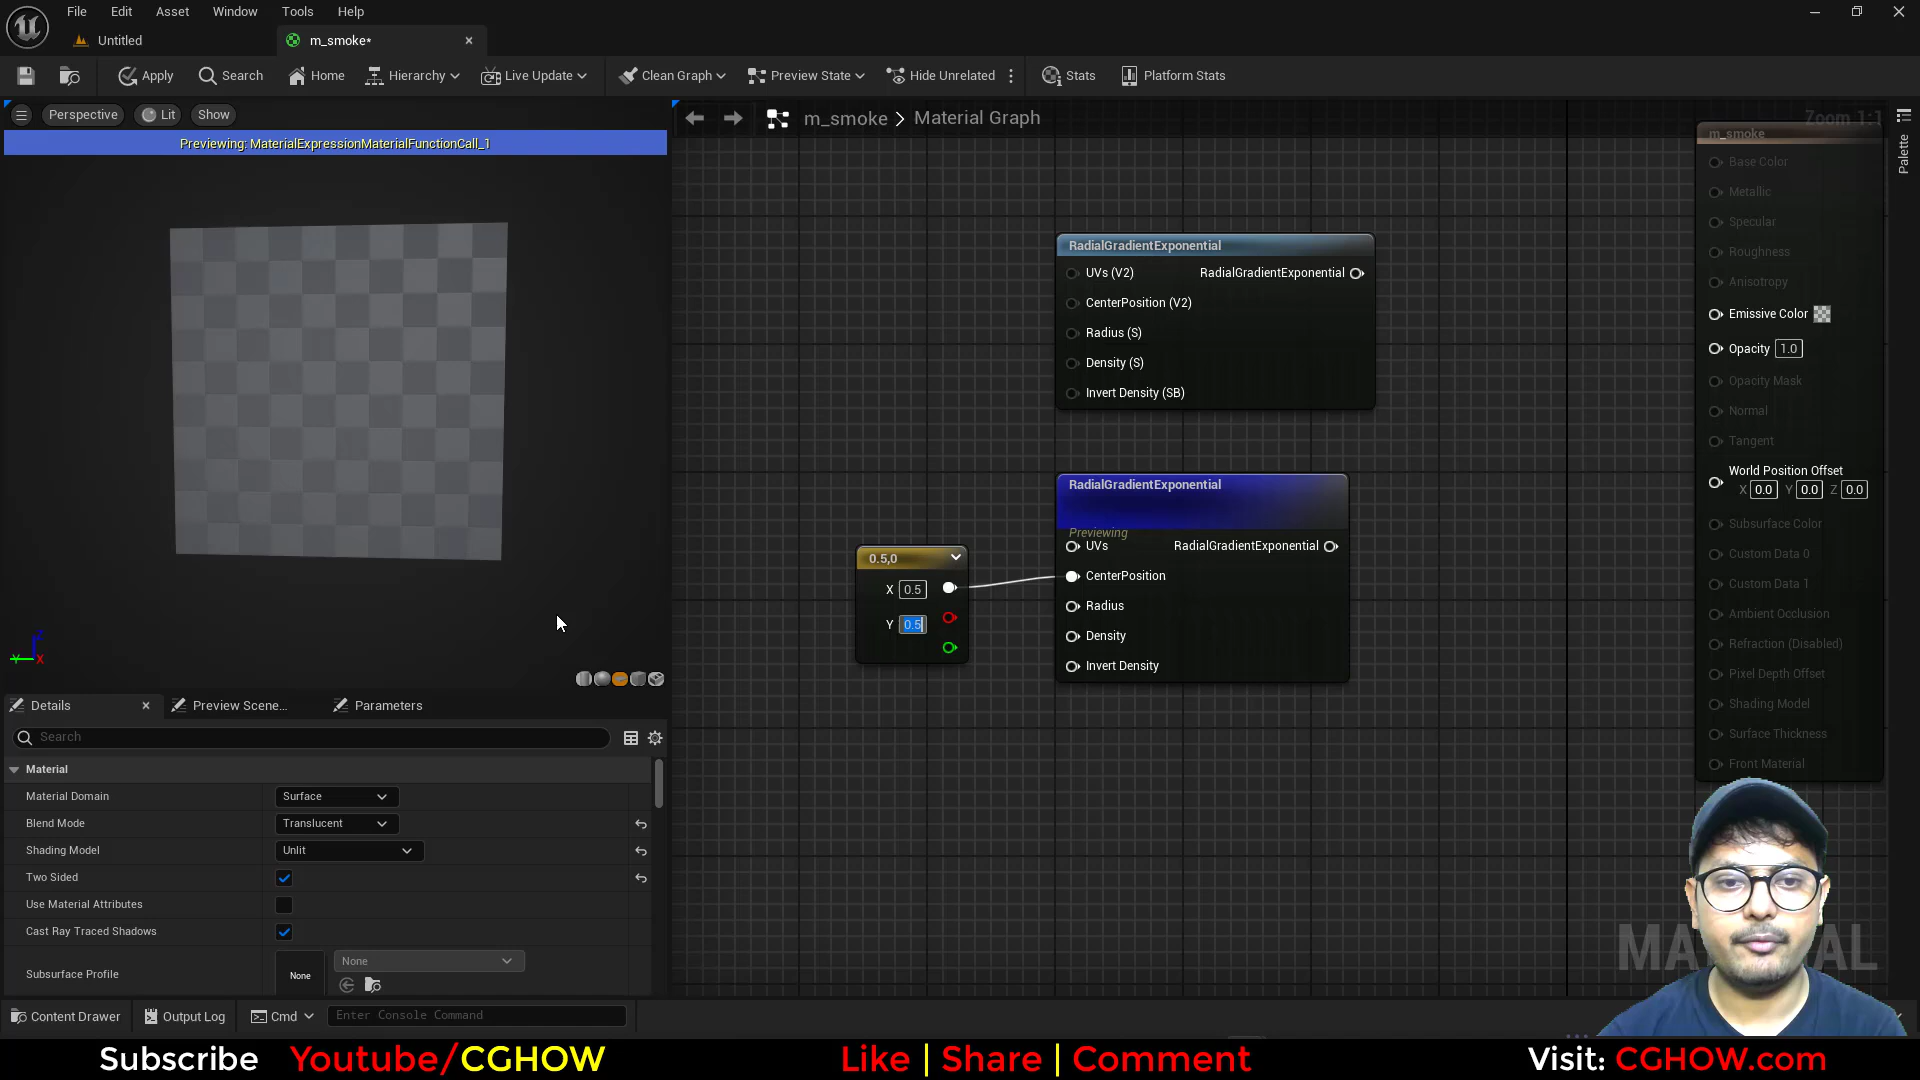 File Edit Asset Window Tools Help
Untitled m_smoke*
Apply Search Home Hierarchy Live Update Clean Graph Preview State Hide Unrelated Stats Platform Stats
Perspective Lit Show
Previewing: MaterialExpressionMaterialFunctionCall_1
m_smoke > Material Graph
Zoom 1:1
Palette
RadialGradientExponential
UVs (V2) RadialGradientExponential
CenterPosition (V2)
Radius (S)
Density (S)
Invert Density (SB)
0.5,0
X 0.5
Y 0.5
RadialGradientExponential
Previewing
UVs RadialGradientExponential
CenterPosition
Radius
Density
Invert Density
m_smoke
Base Color
Metallic
Specular
Roughness
Anisotropy
Emissive Color
Opacity 1.0
Opacity Mask
Normal
Tangent
World Position Offset
X 0.0 Y 0.0 Z 0.0
Subsurface Color
Custom Data 0
Custom Data 1
Ambient Occlusion
Refraction (Disabled)
Pixel Depth Offset
Shading Model
Surface Thickness
Front Material
Details Preview Scene... Parameters
Search
Material
Material Domain Surface
Blend Mode Translucent
Shading Model Unlit
Two Sided
Use Material Attributes
Cast Ray Traced Shadows
Subsurface Profile None None
Content Drawer Output Log Cmd Enter Console Command
Subscribe Youtube/CGHOW Like | Share | Comment Visit: CGHOW.com